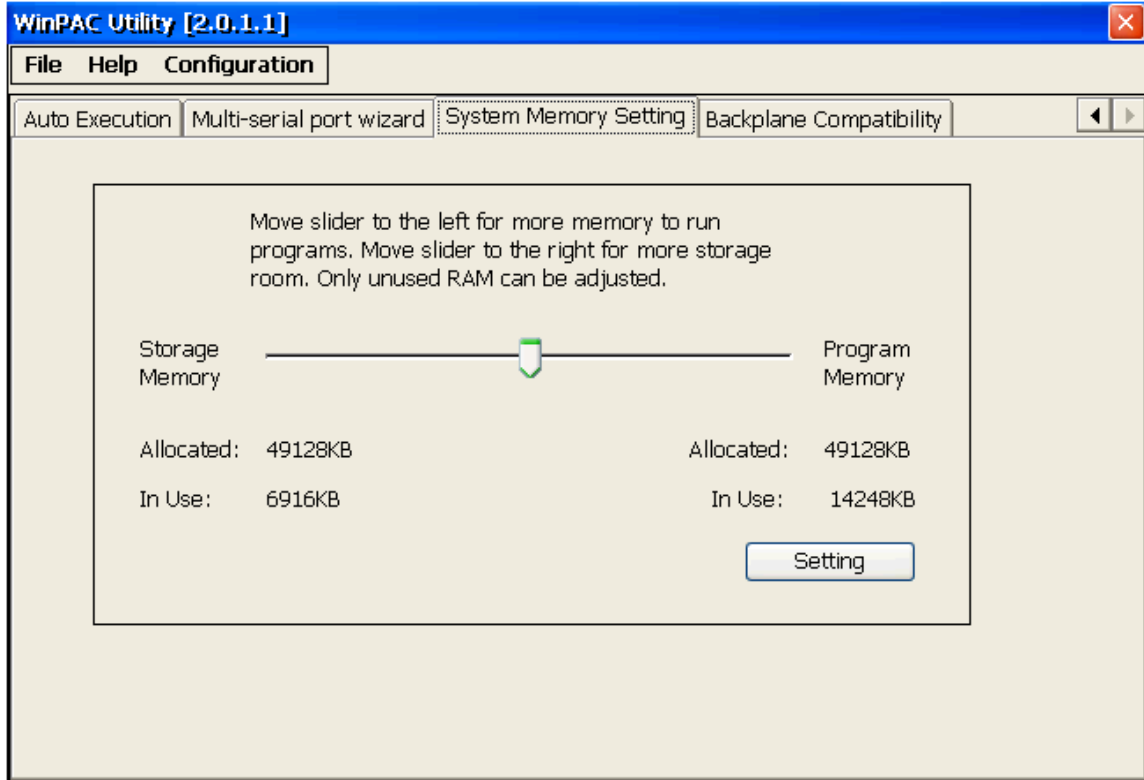 WinPAC Utility [2.0.1.1]
File Help Configuration
Auto Execution Multi-serial port wizard System Memory Setting Backplane Compatibility
Move slider to the left for more memory to run
programs. Move slider to the right for more storage
room. Only unused RAM can be adjusted.
Storage Program
Memory Memory
Allocated: 49128KB Allocated: 49128KB
In Use: 6916KB In Use: 14248KB
Setting